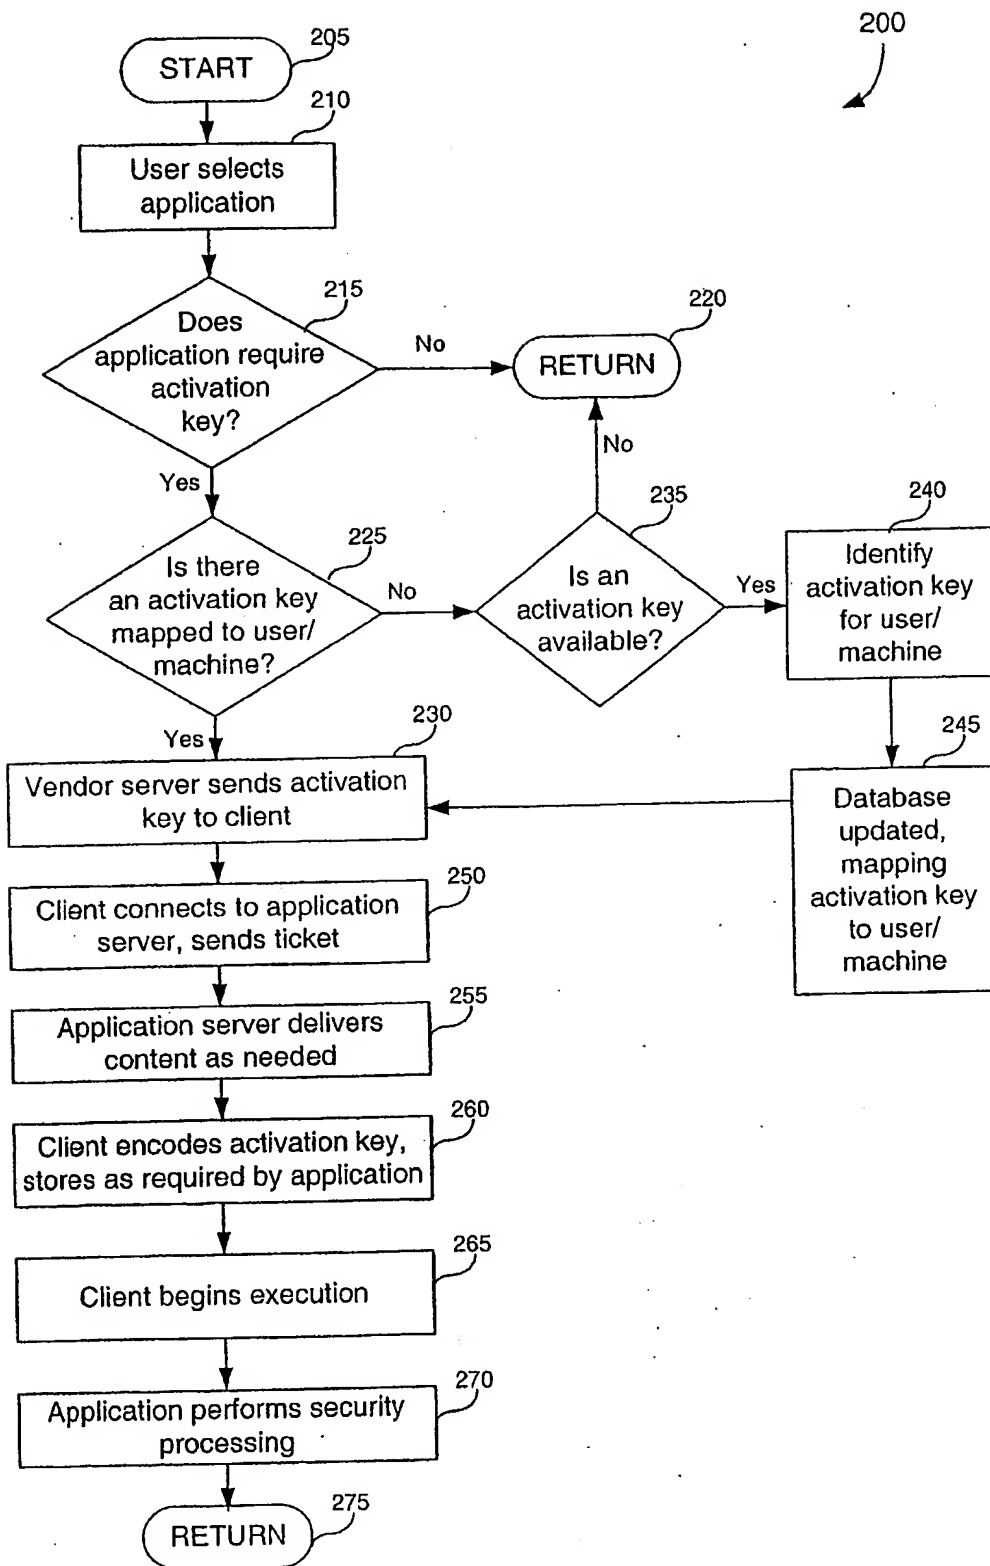 200
205
START
210
User selects
application
215
Does
application require
activation
key?
No
220
RETURN
Yes
No
225
Is there
an activation key
mapped to user/
machine?
No
235
Is an
activation key
available?
Yes
240
Identify
activation key
for user/
machine
Yes
230
Vendor server sends activation
key to client
245
Database
updated,
mapping
activation
key to user/
machine
250
Client connects to application
server, sends ticket
255
Application server delivers
content as needed
260
Client encodes activation key,
stores as required by application
265
Client begins execution
270
Application performs security
processing
275
RETURN